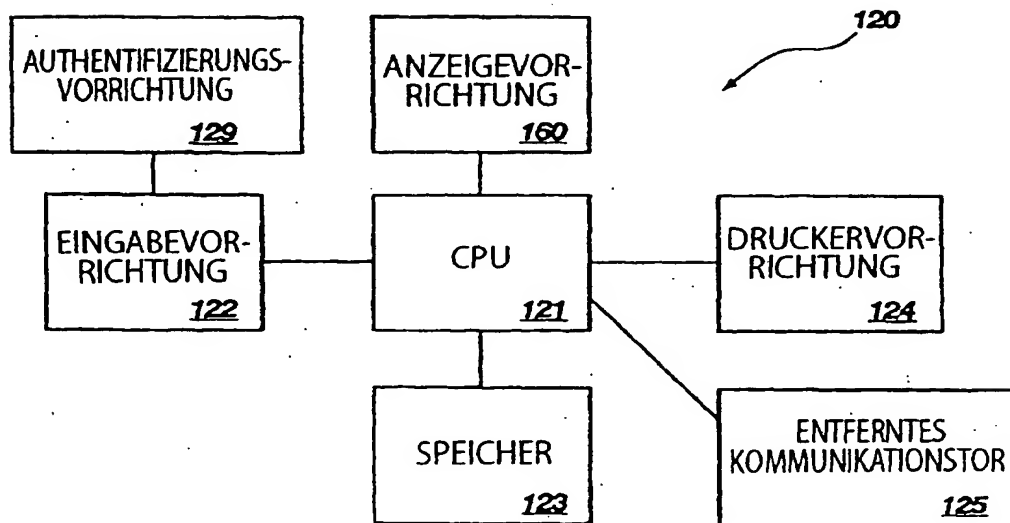 120
AUTHENTIFIZIERUNGS-
VORRICHTUNG
129
ANZEIGEVOR-
RICHTUNG
160
EINGABEVOR-
RICHTUNG
122
CPU
121
DRUCKERVOR-
RICHTUNG
124
SPEICHER
123
ENTFERNTES
KOMMUNIKATIONSTOR
125